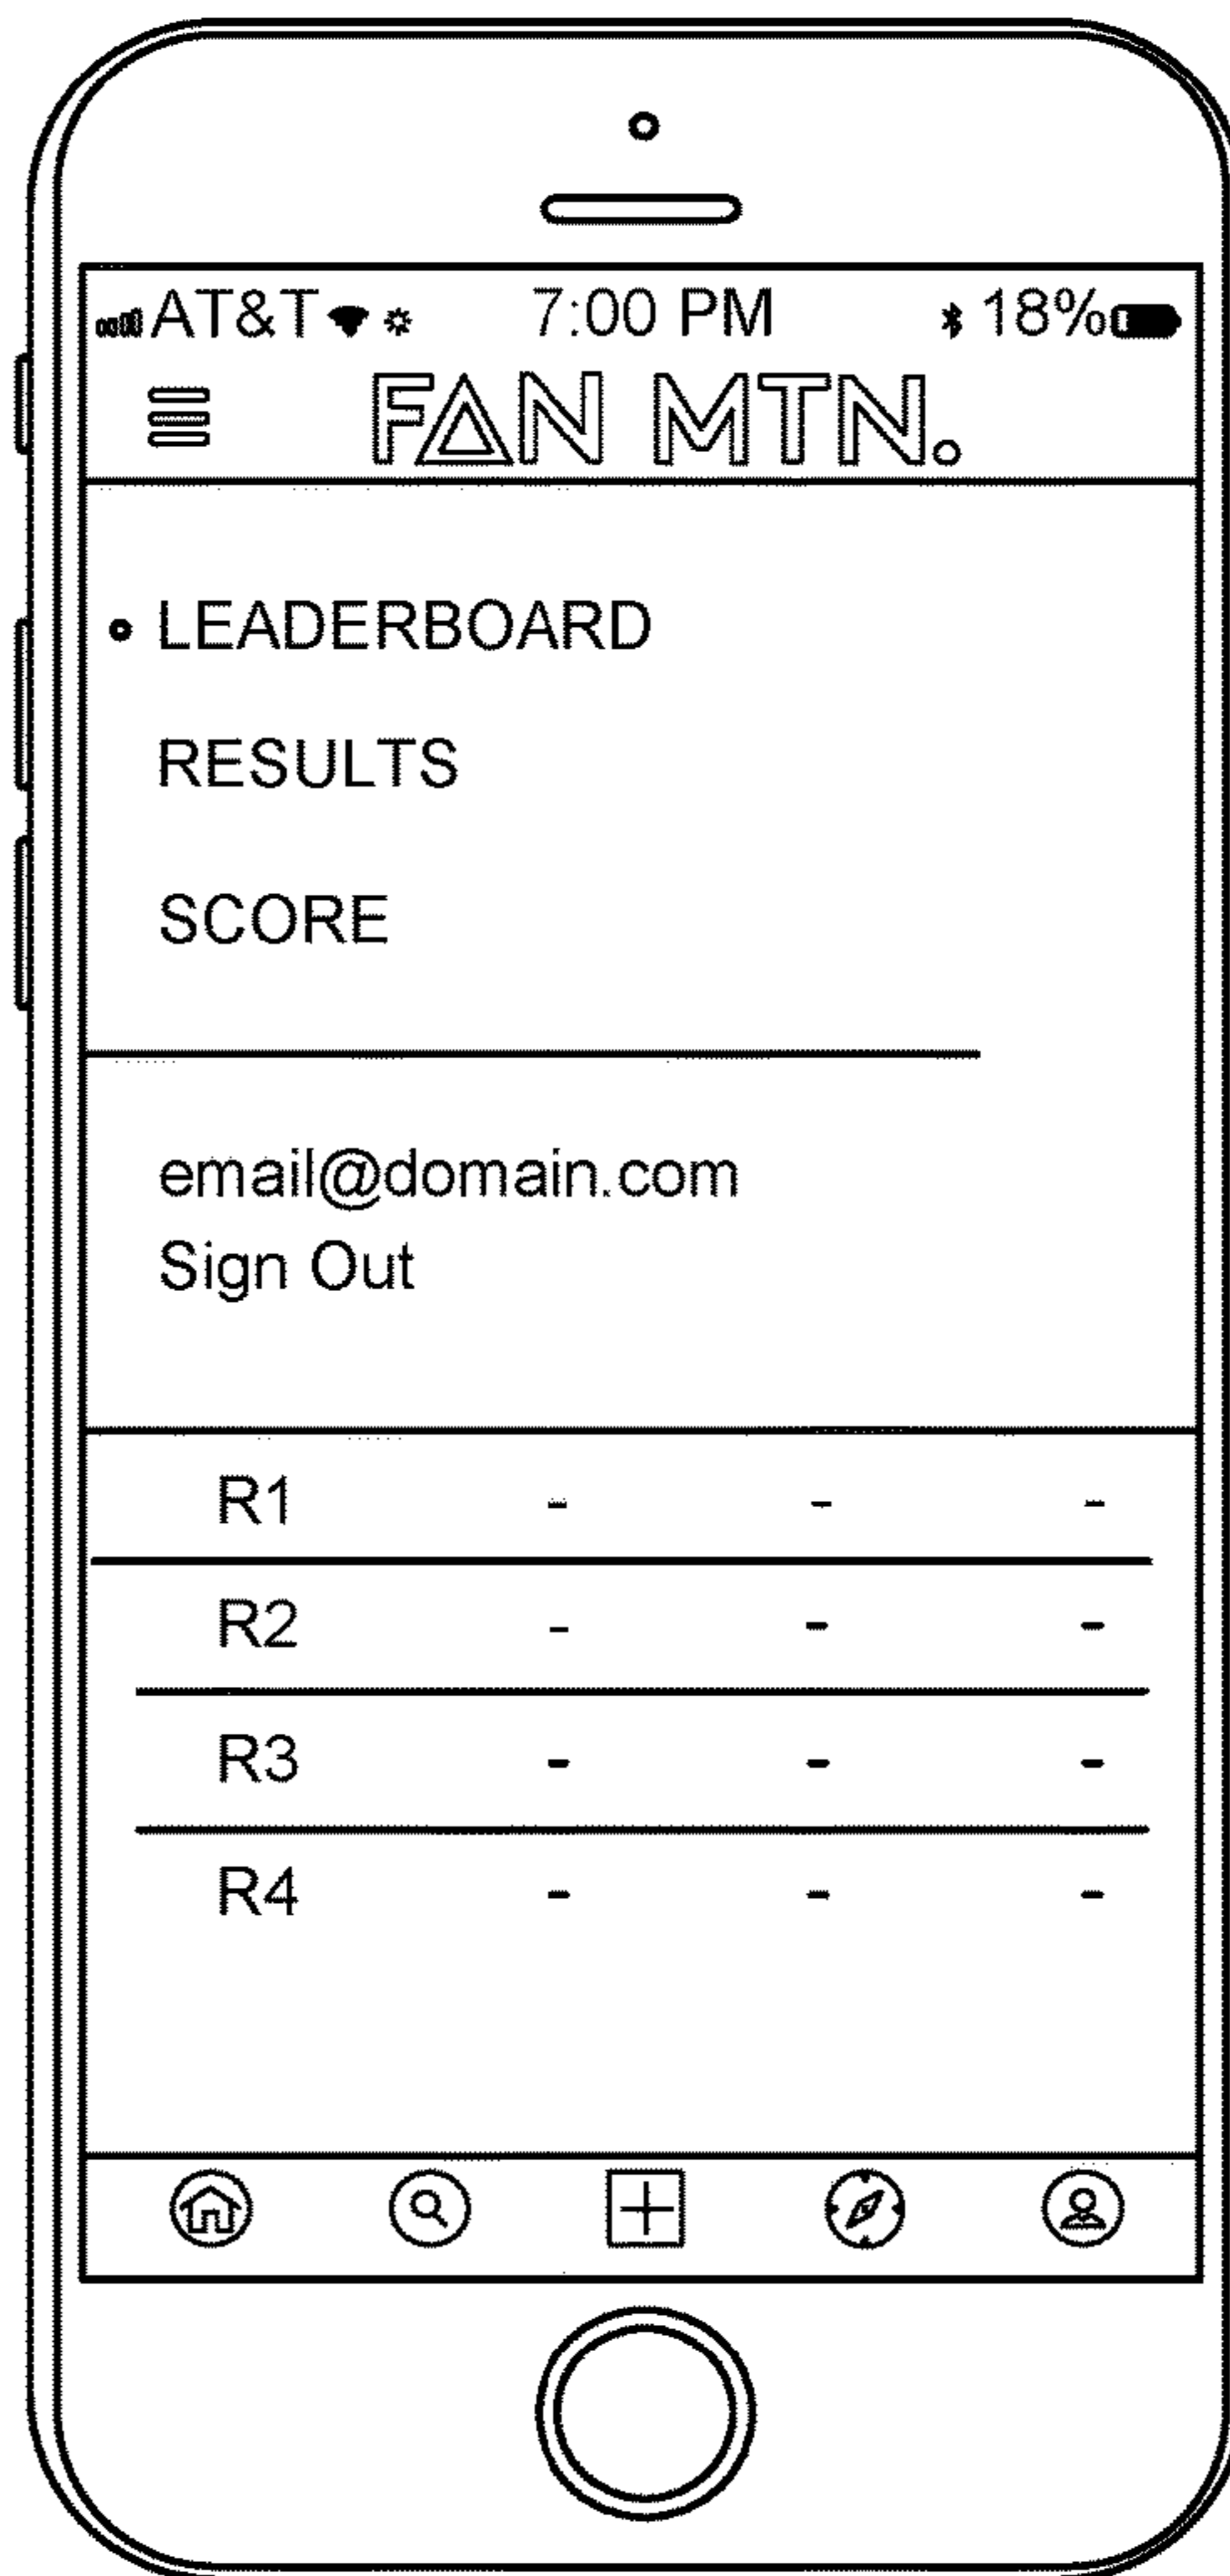 AT&T 7:00 PM 18%
FAN MTN.
LEADERBOARD
RESULTS
SCORE
email@domain.com
Sign Out
R1 - - -
R2 - - -
R3 - - -
R4 - - -